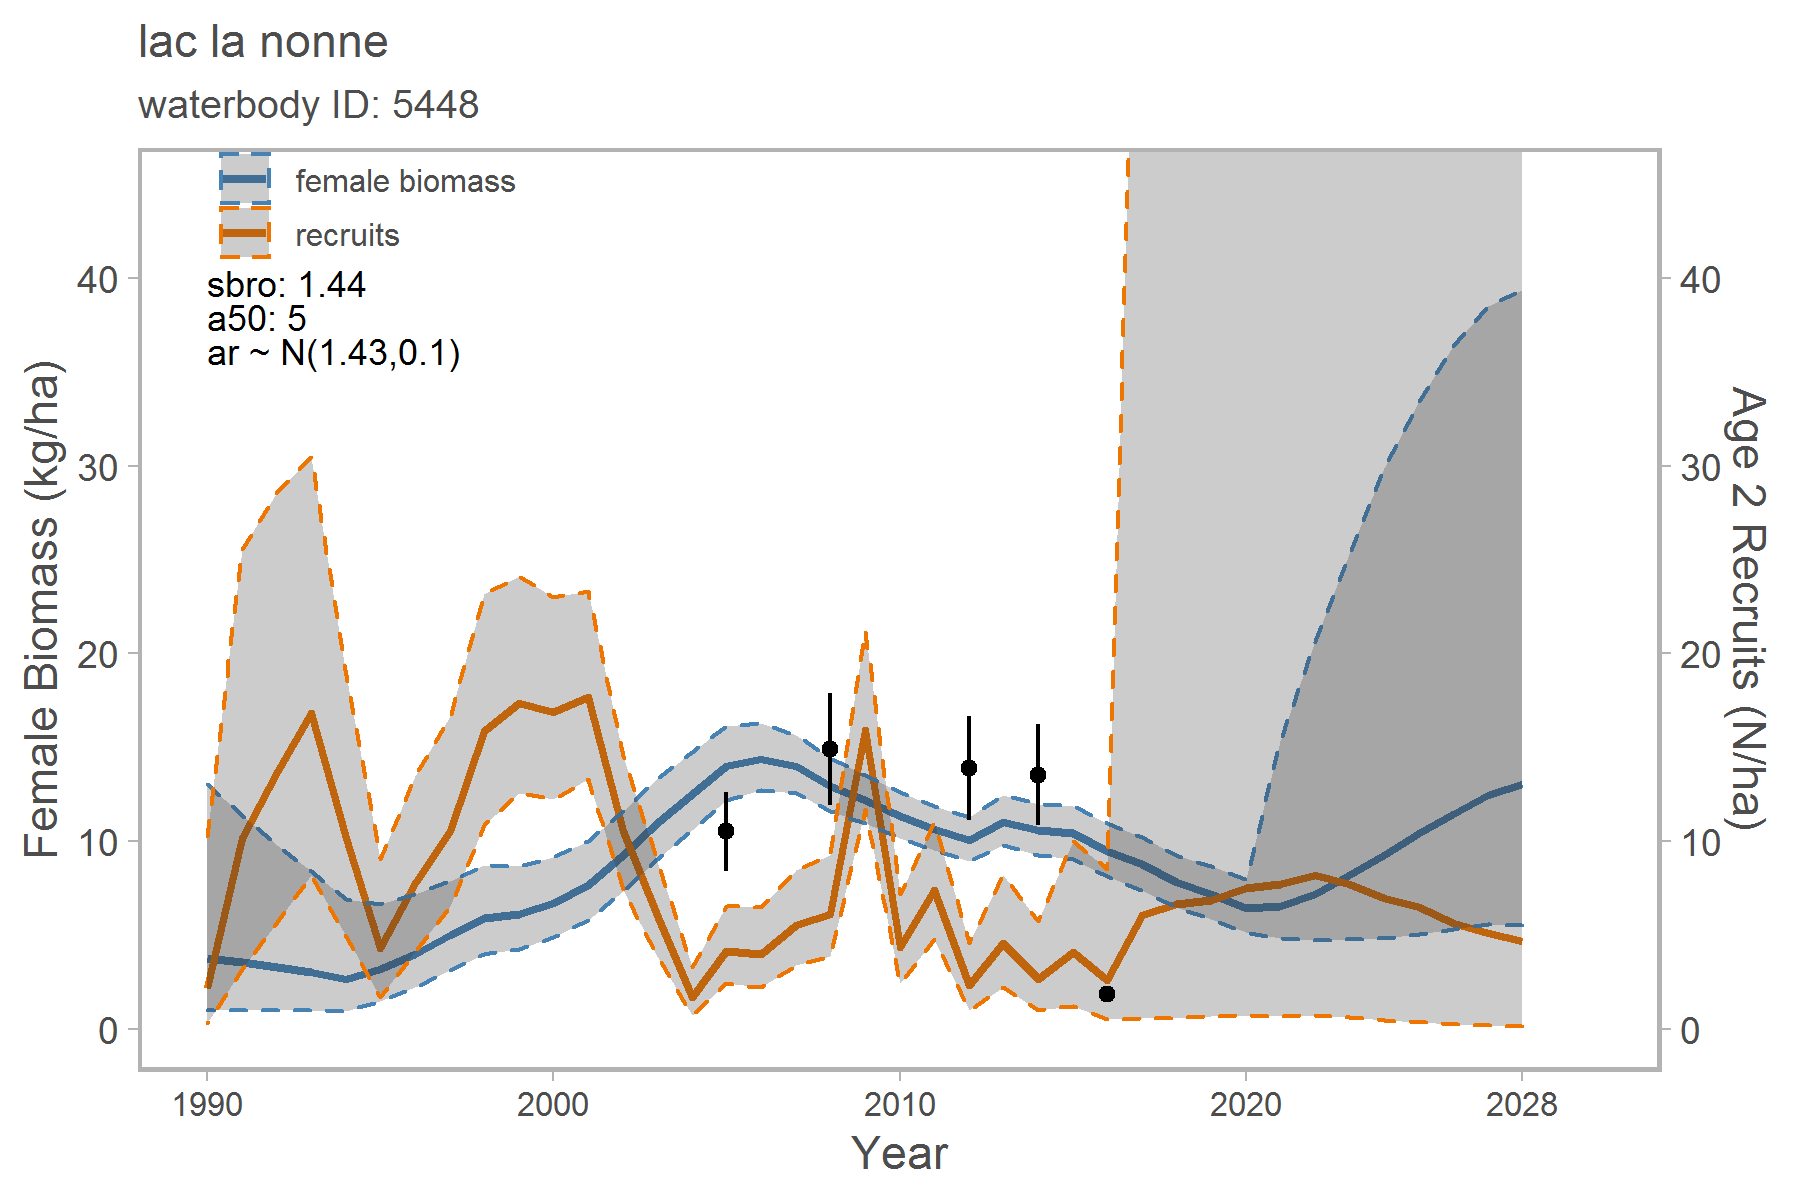 lac la nonne
waterbody ID: 5448
female biomass
recruits
sbro: 1.44
a50: 5
ar ~ N(1.43,0.1)
Female Biomass (kg/ha)
40
30
20
10
0
40
30
20
10
0
Age 2 Recruits (N/ha)
1990
2000
2010
2020
2028
Year